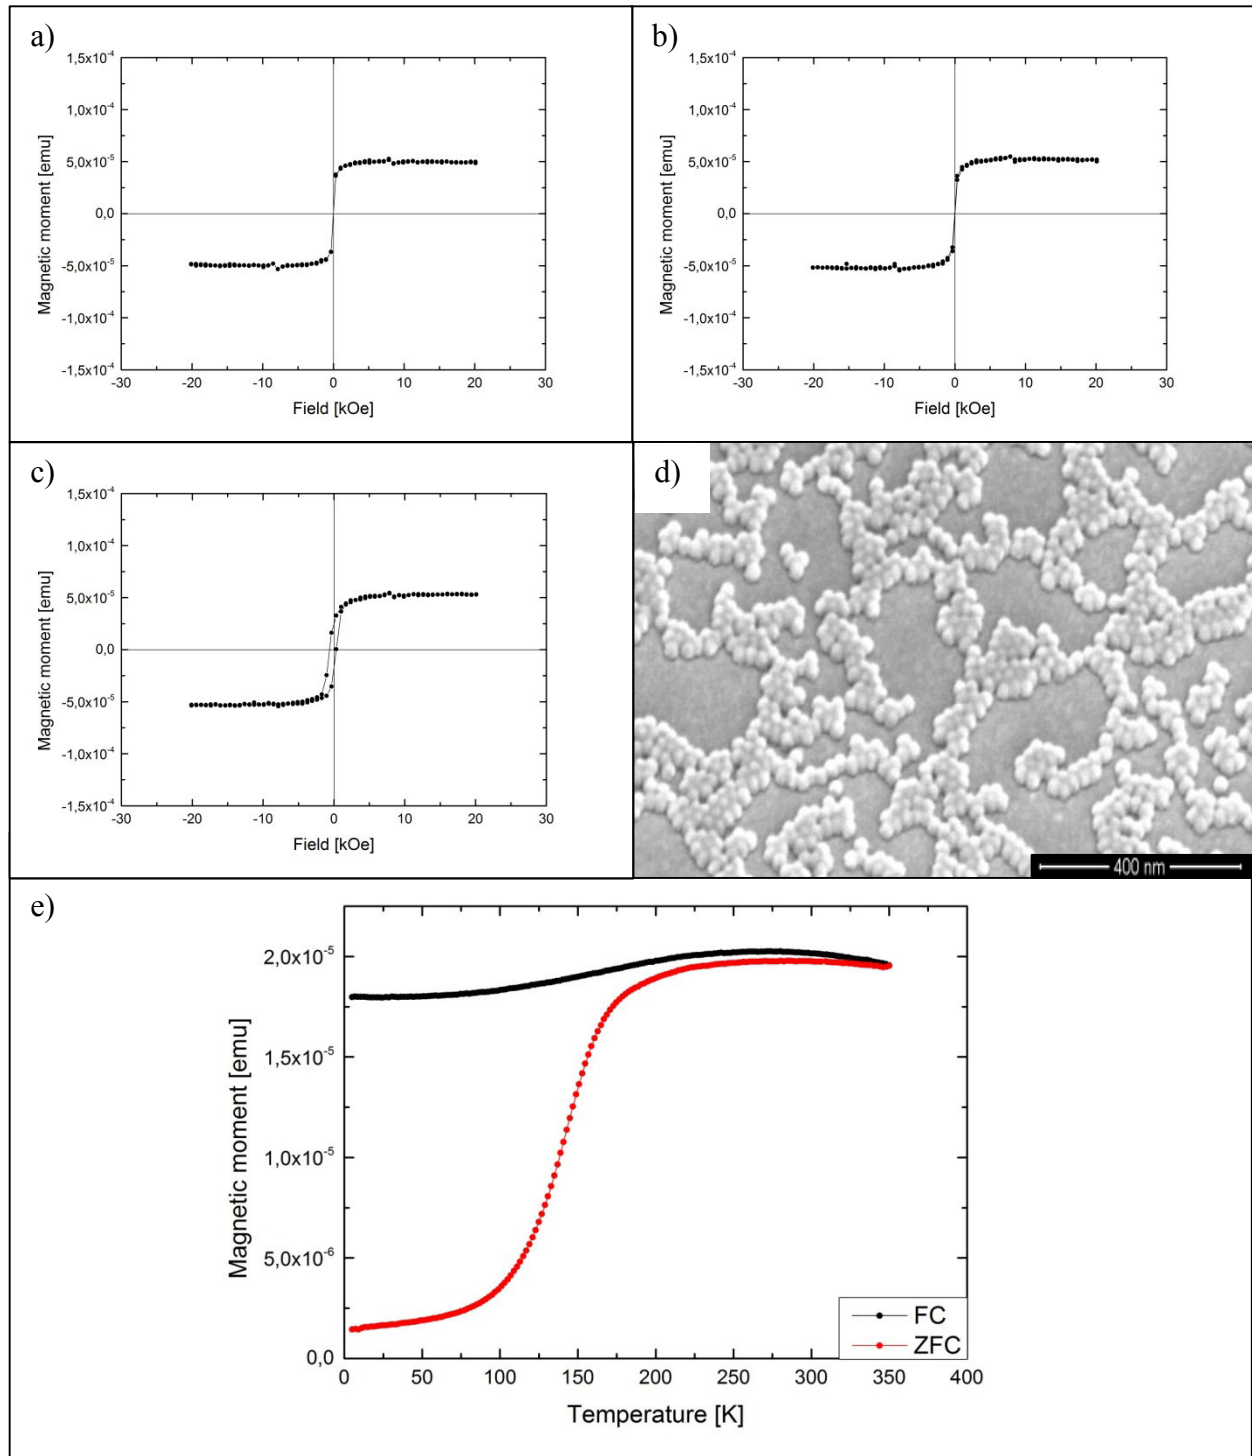 a)
1,5x10⁻⁴
1,0x10⁻⁴
5,0x10⁻⁵
0,0
-5,0x10⁻⁵
-1,0x10⁻⁴
-1,5x10⁻⁴
-30 -20 -10 0 10 20 30
Magnetic moment [emu]
Field [kOe]
b)
1,5x10⁻⁴
1,0x10⁻⁴
5,0x10⁻⁵
0,0
-5,0x10⁻⁵
-1,0x10⁻⁴
-1,5x10⁻⁴
-30 -20 -10 0 10 20 30
Magnetic moment [emu]
Field [kOe]
c)
1,5x10⁻⁴
1,0x10⁻⁴
5,0x10⁻⁵
0,0
-5,0x10⁻⁵
-1,0x10⁻⁴
-1,5x10⁻⁴
-30 -20 -10 0 10 20 30
Magnetic moment [emu]
Field [kOe]
d)
400 nm
e)
2,0x10⁻⁵
1,5x10⁻⁵
1,0x10⁻⁵
5,0x10⁻⁶
0,0
0 50 100 150 200 250 300 350 400
Magnetic moment [emu]
Temperature [K]
FC
ZFC